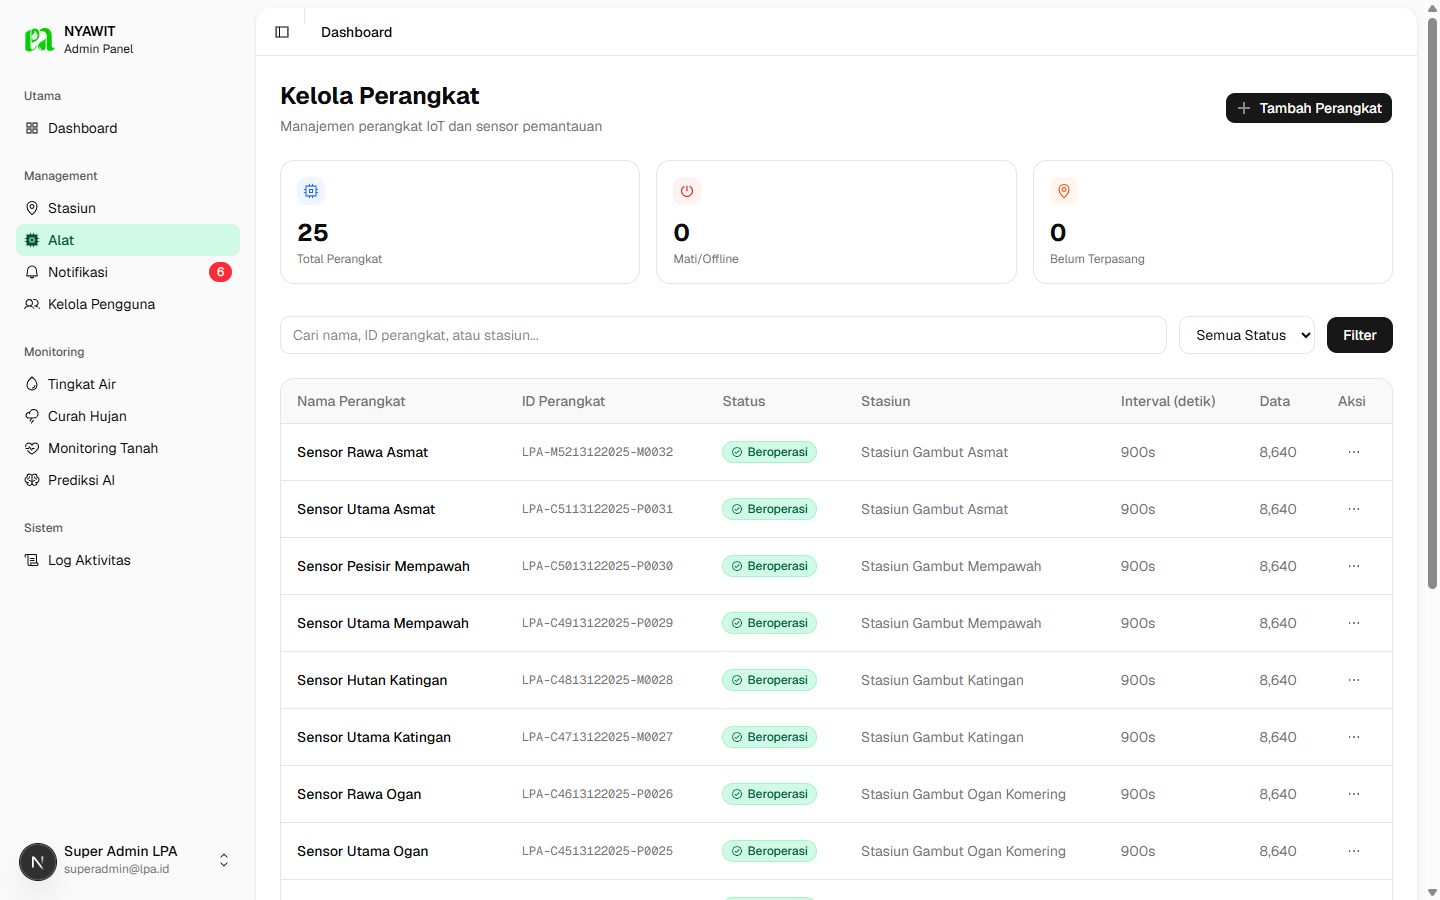 NYAWIT
Admin Panel
Utama
Dashboard
Management
Stasiun
Alat
Notifikasi 6
Kelola Pengguna
Monitoring
Tingkat Air
Curah Hujan
Monitoring Tanah
Prediksi AI
Sistem
Log Aktivitas
N
Super Admin LPA
superadmin@lpa.id
Dashboard
Kelola Perangkat
Manajemen perangkat IoT dan sensor pemantauan
Tambah Perangkat
25
Total Perangkat
0
Mati/Offline
0
Belum Terpasang
Cari nama, ID perangkat, atau stasiun...
Semua Status
Filter
Nama Perangkat ID Perangkat Status Stasiun Interval (detik) Data Aksi
Sensor Rawa Asmat LPA-M5213122025-M0032 Beroperasi Stasiun Gambut Asmat 900s 8,640 ...
Sensor Utama Asmat LPA-C5113122025-P0031 Beroperasi Stasiun Gambut Asmat 900s 8,640 ...
Sensor Pesisir Mempawah LPA-C5013122025-P0030 Beroperasi Stasiun Gambut Mempawah 900s 8,640 ...
Sensor Utama Mempawah LPA-C4913122025-P0029 Beroperasi Stasiun Gambut Mempawah 900s 8,640 ...
Sensor Hutan Katingan LPA-C4813122025-M0028 Beroperasi Stasiun Gambut Katingan 900s 8,640 ...
Sensor Utama Katingan LPA-C4713122025-M0027 Beroperasi Stasiun Gambut Katingan 900s 8,640 ...
Sensor Rawa Ogan LPA-C4613122025-P0026 Beroperasi Stasiun Gambut Ogan Komering 900s 8,640 ...
Sensor Utama Ogan LPA-C4513122025-P0025 Beroperasi Stasiun Gambut Ogan Komering 900s 8,640 ...